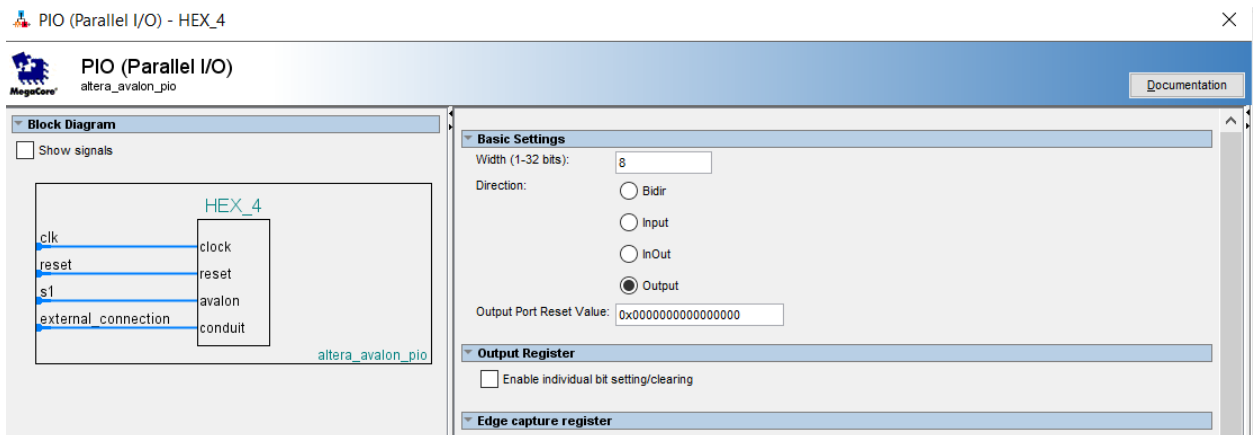 PIO (Parallel I/O) - HEX_4
MegaCore®
PIO (Parallel I/O)
altera_avalon_pio
Documentation
Block Diagram
Show signals
HEX_4
clk
clock
reset
reset
s1
avalon
external_connection
conduit
altera_avalon_pio
Basic Settings
Width (1-32 bits): 8
Direction: Bidir
Input
InOut
Output
Output Port Reset Value: 0x0000000000000000
Output Register
Enable individual bit setting/clearing
Edge capture register